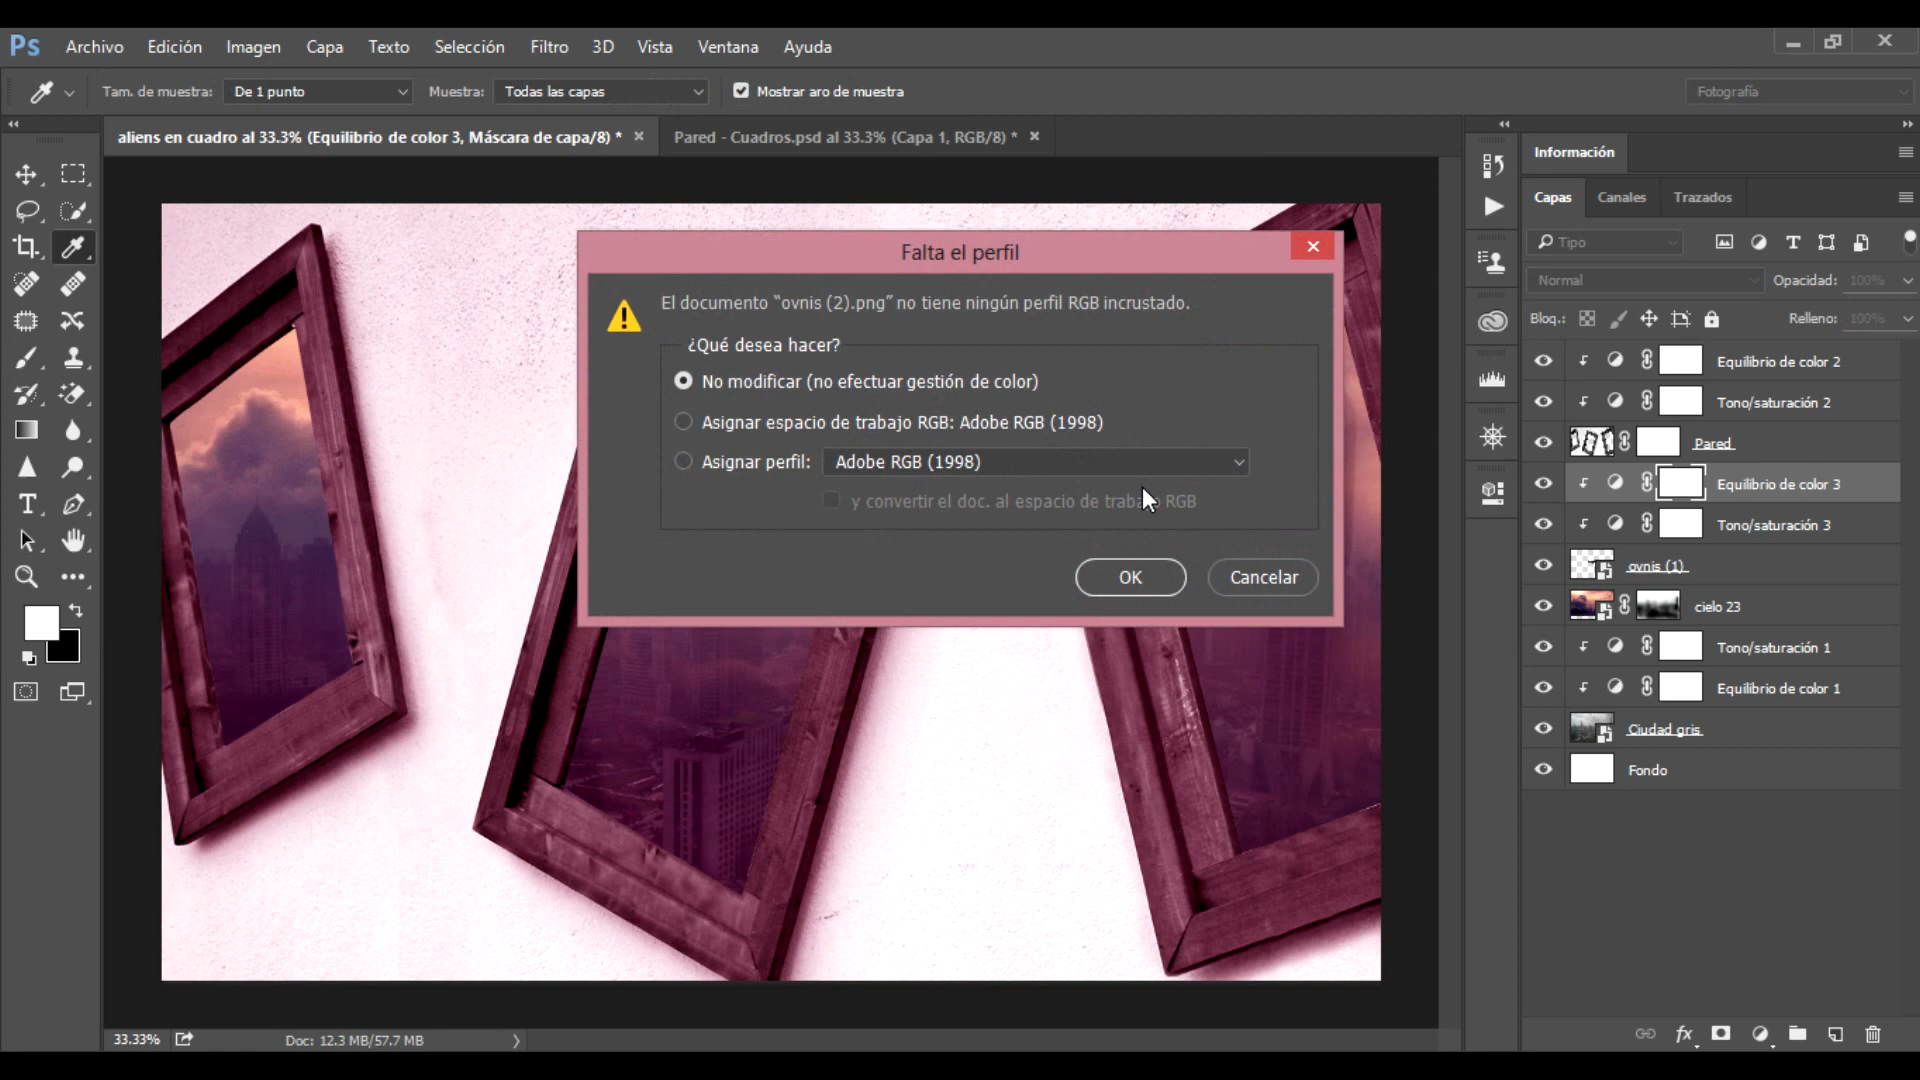 Ps Archivo Edición Imagen Capa Texto Selección Filtro 3D Vista Ventana Ayuda
Tam. de muestra: De 1 punto Muestra: Todas las capas Mostrar aro de muestra Fotografía
aliens en cuadro al 33.3% (Equilibrio de color 3, Máscara de capa/8) * Pared - Cuadros.psd al 33.3% (Capa 1, RGB/8) *
Falta el perfil
El documento “ovnis (2).png” no tiene ningún perfil RGB incrustado.
¿Qué desea hacer?
No modificar (no efectuar gestión de color)
Asignar espacio de trabajo RGB: Adobe RGB (1998)
Asignar perfil: Adobe RGB (1998)
y convertir el doc. al espacio de trabajo RGB
OK Cancelar
Información
Capas Canales Trazados
Tipo
Normal Opacidad: 100%
Bloq.: Relleno: 100%
Equilibrio de color 2
Tono/saturación 2
Pared
Equilibrio de color 3
Tono/saturación 3
ovnis (1)
cielo 23
Tono/saturación 1
Equilibrio de color 1
Ciudad gris
Fondo
fx
33.33% Doc: 12.3 MB/57.7 MB